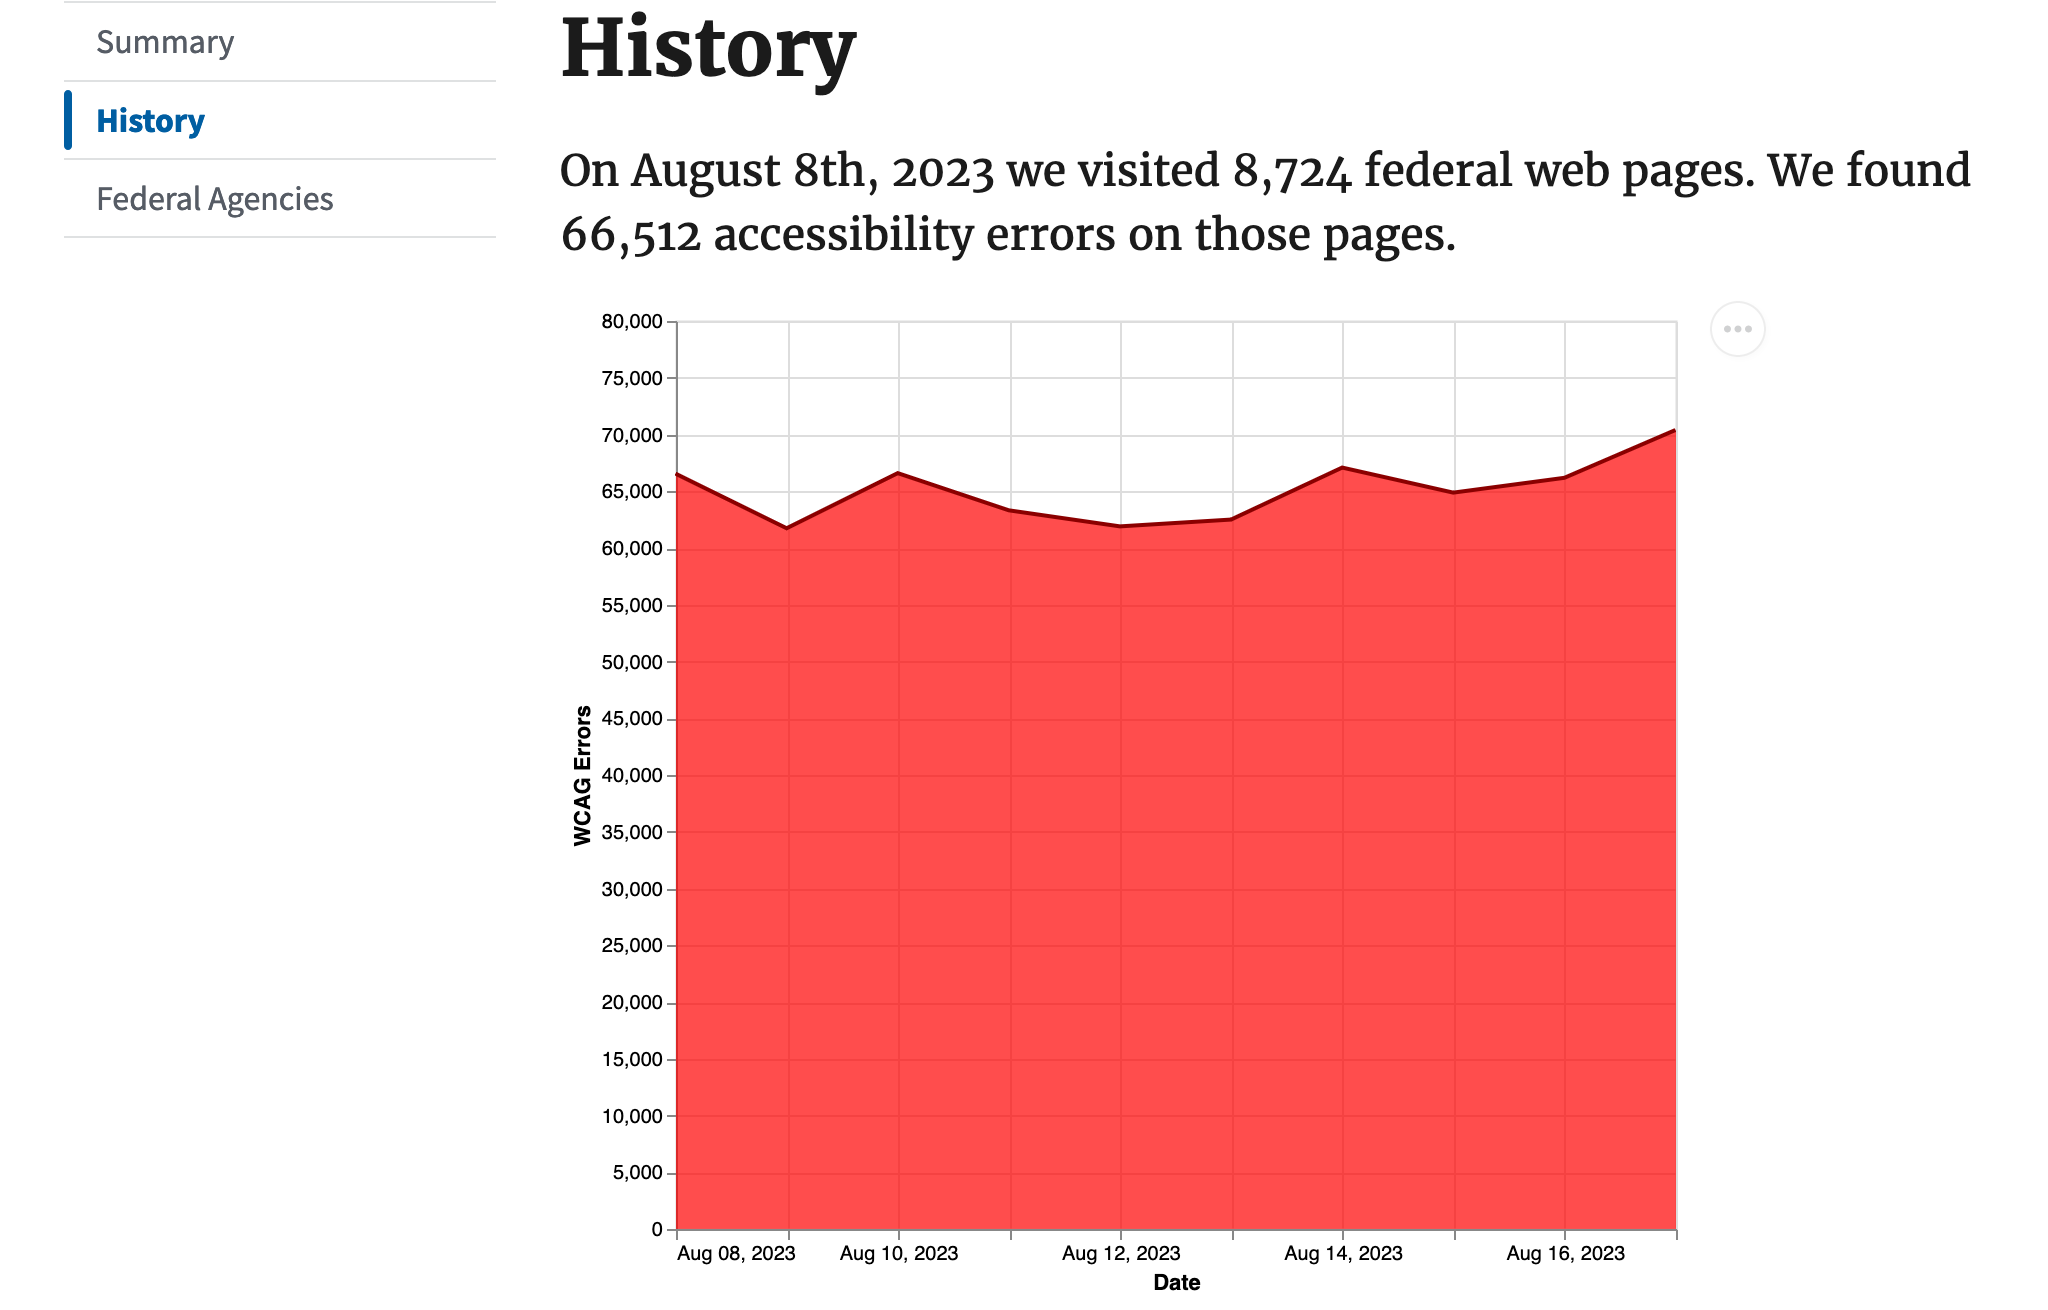 Summary
History
Federal Agencies
History
On August 8th, 2023 we visited 8,724 federal web pages. We found
66,512 accessibility errors on those pages.
80,000
75,000
70,000
65,000
60,000
55,000
50,000
45,000
40,000
35,000
30,000
25,000
20,000
15,000
10,000
5,000
0
WCAG Errors
Aug 08, 2023 Aug 10, 2023 Aug 12, 2023 Aug 14, 2023 Aug 16, 2023
Date